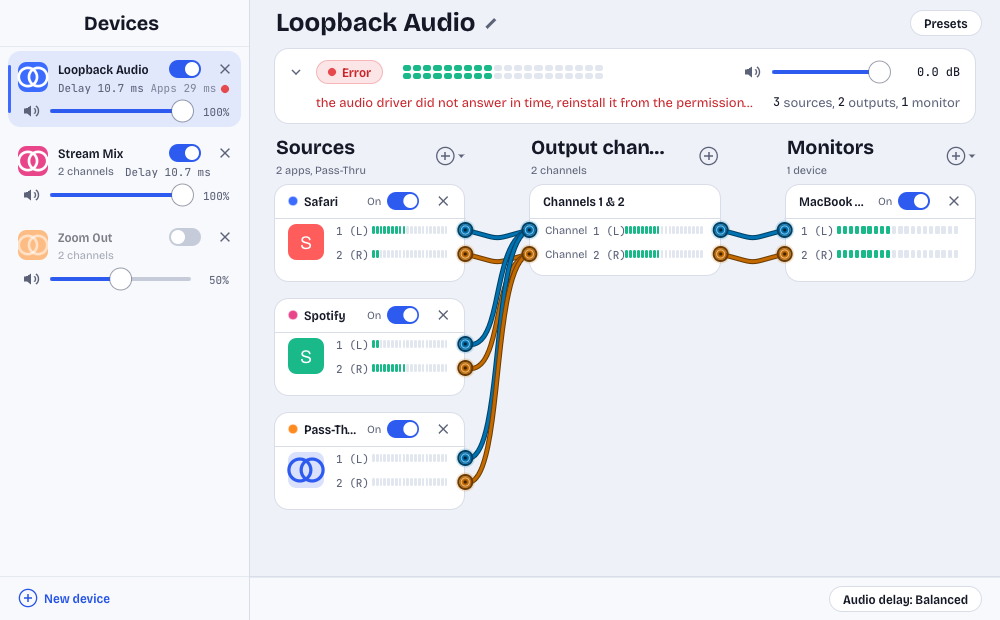 Devices
Loopback Audio
Delay 10.7 ms Apps 29 ms
100%
Stream Mix
2 channels Delay 10.7 ms
100%
Zoom Out
2 channels
50%
New device
Loopback Audio
Presets
Error
0.0 dB
the audio driver did not answer in time, reinstall it from the permission...
3 sources, 2 outputs, 1 monitor
Sources
2 apps, Pass-Thru
Safari On
S
1 (L)
2 (R)
Spotify On
S
1 (L)
2 (R)
Pass-Th... On
1 (L)
2 (R)
Output chan...
2 channels
Channels 1 & 2
Channel 1 (L)
Channel 2 (R)
Monitors
1 device
MacBook ... On
1 (L)
2 (R)
Audio delay: Balanced